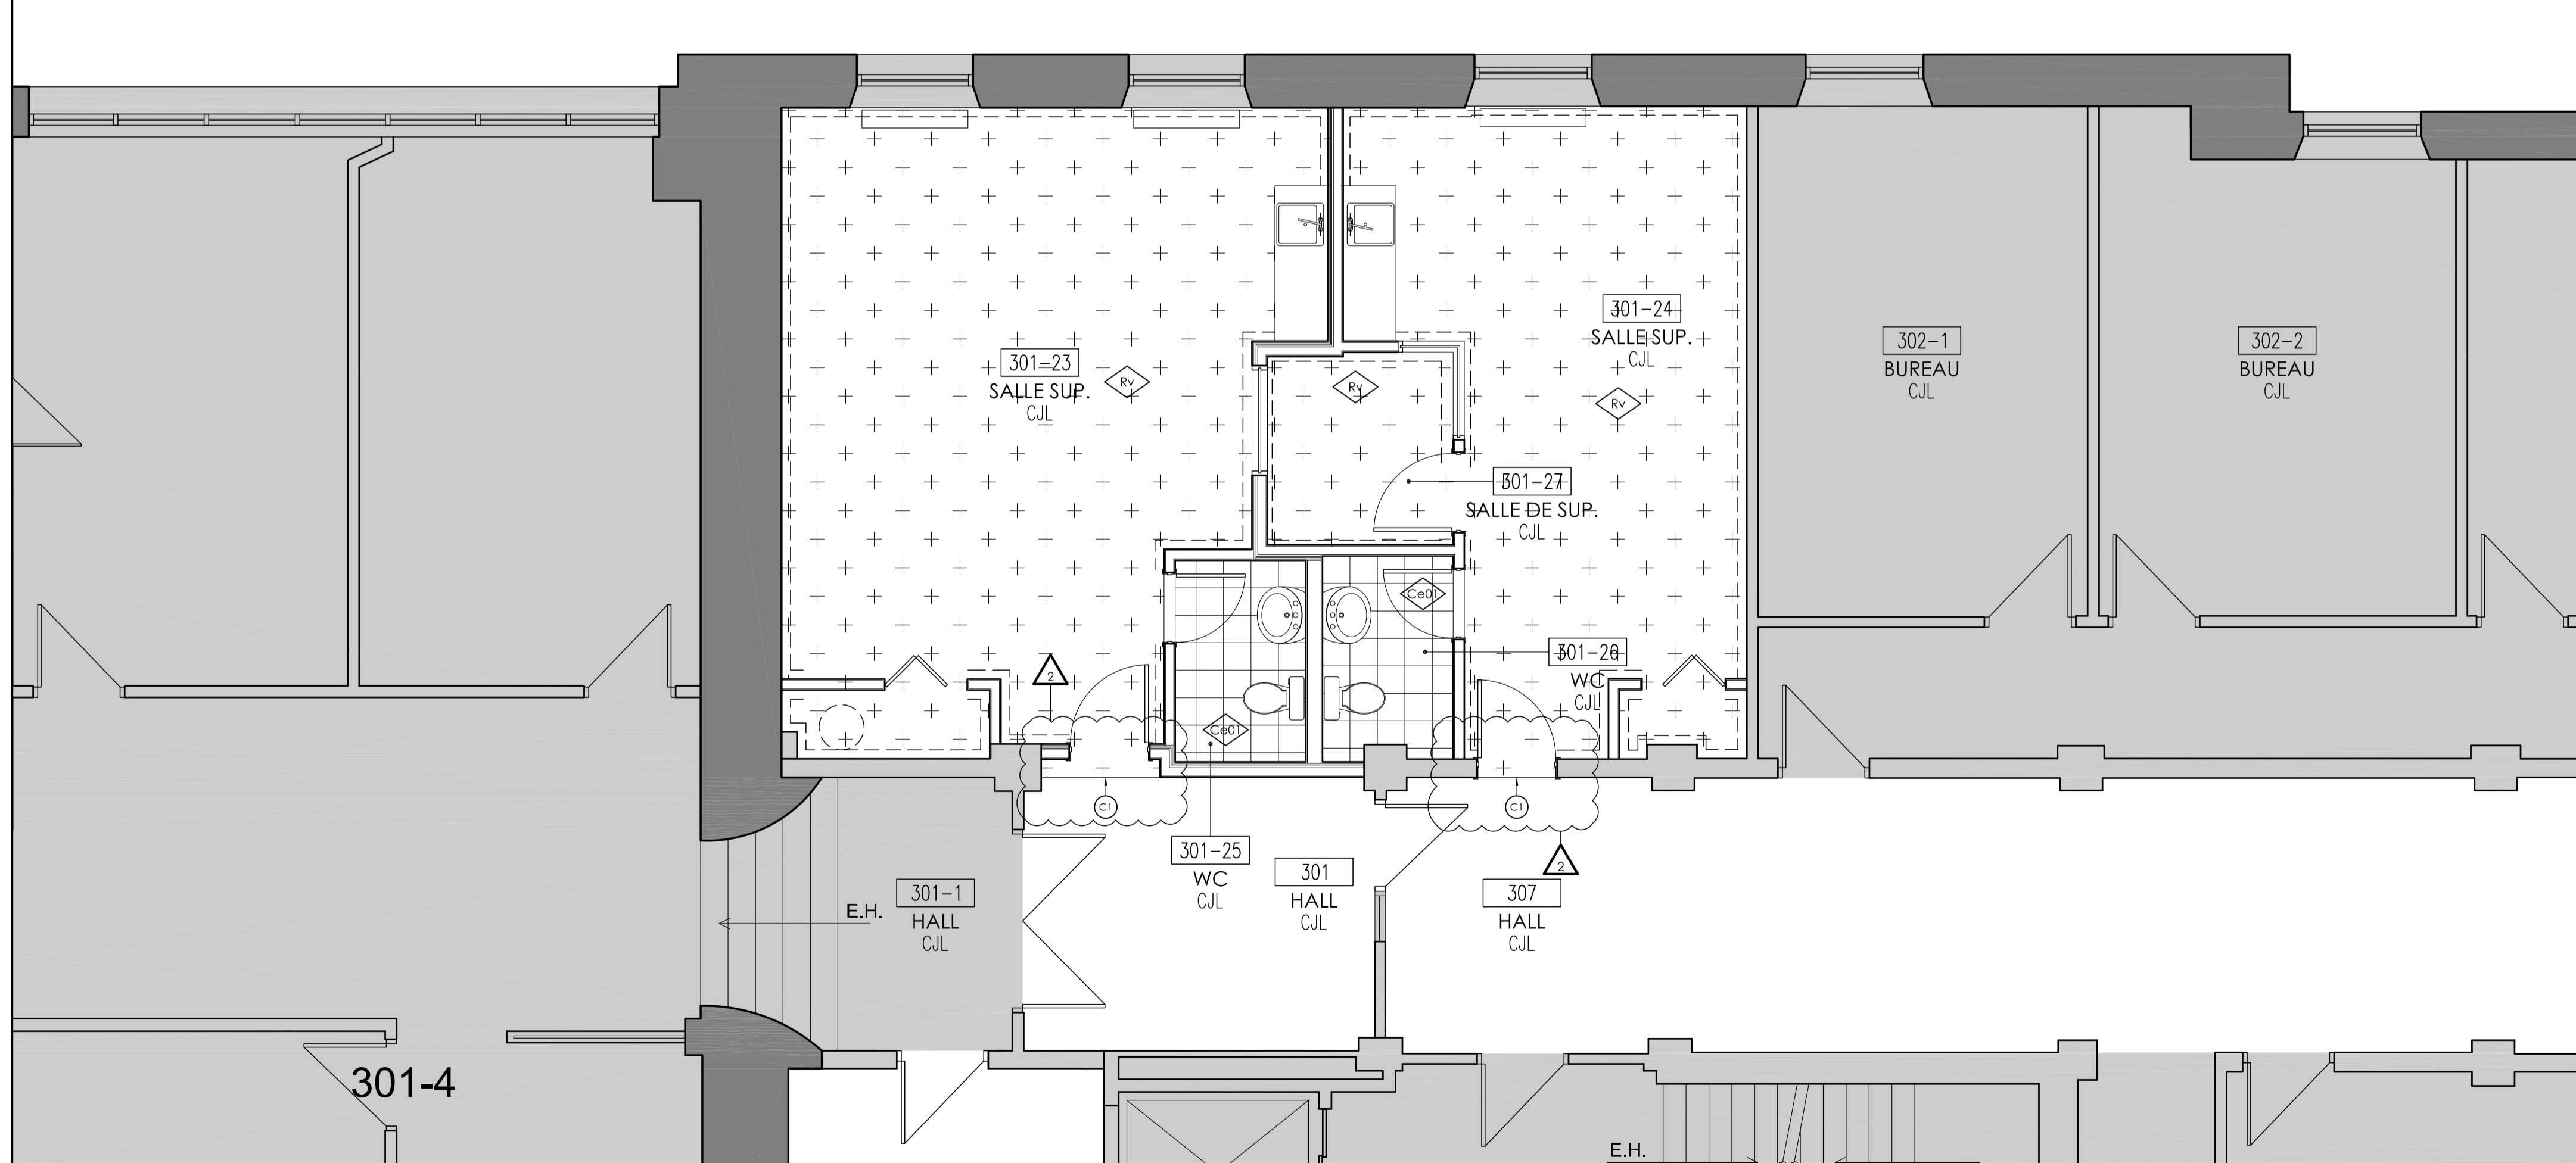 301-24
SALLE SUP.
CJL
301-23
SALLE SUP.
CJL
Rv
Rv
Rv
302-1
BUREAU
CJL
302-2
BUREAU
CJL
301-27
SALLE DE SUP.
CJL
Ce01
301-26
WC
CJL
2
Ce01
C1
C1
301-25
WC
CJL
301
HALL
CJL
2
307
HALL
CJL
301-1
HALL
CJL
E.H.
301-4
E.H.